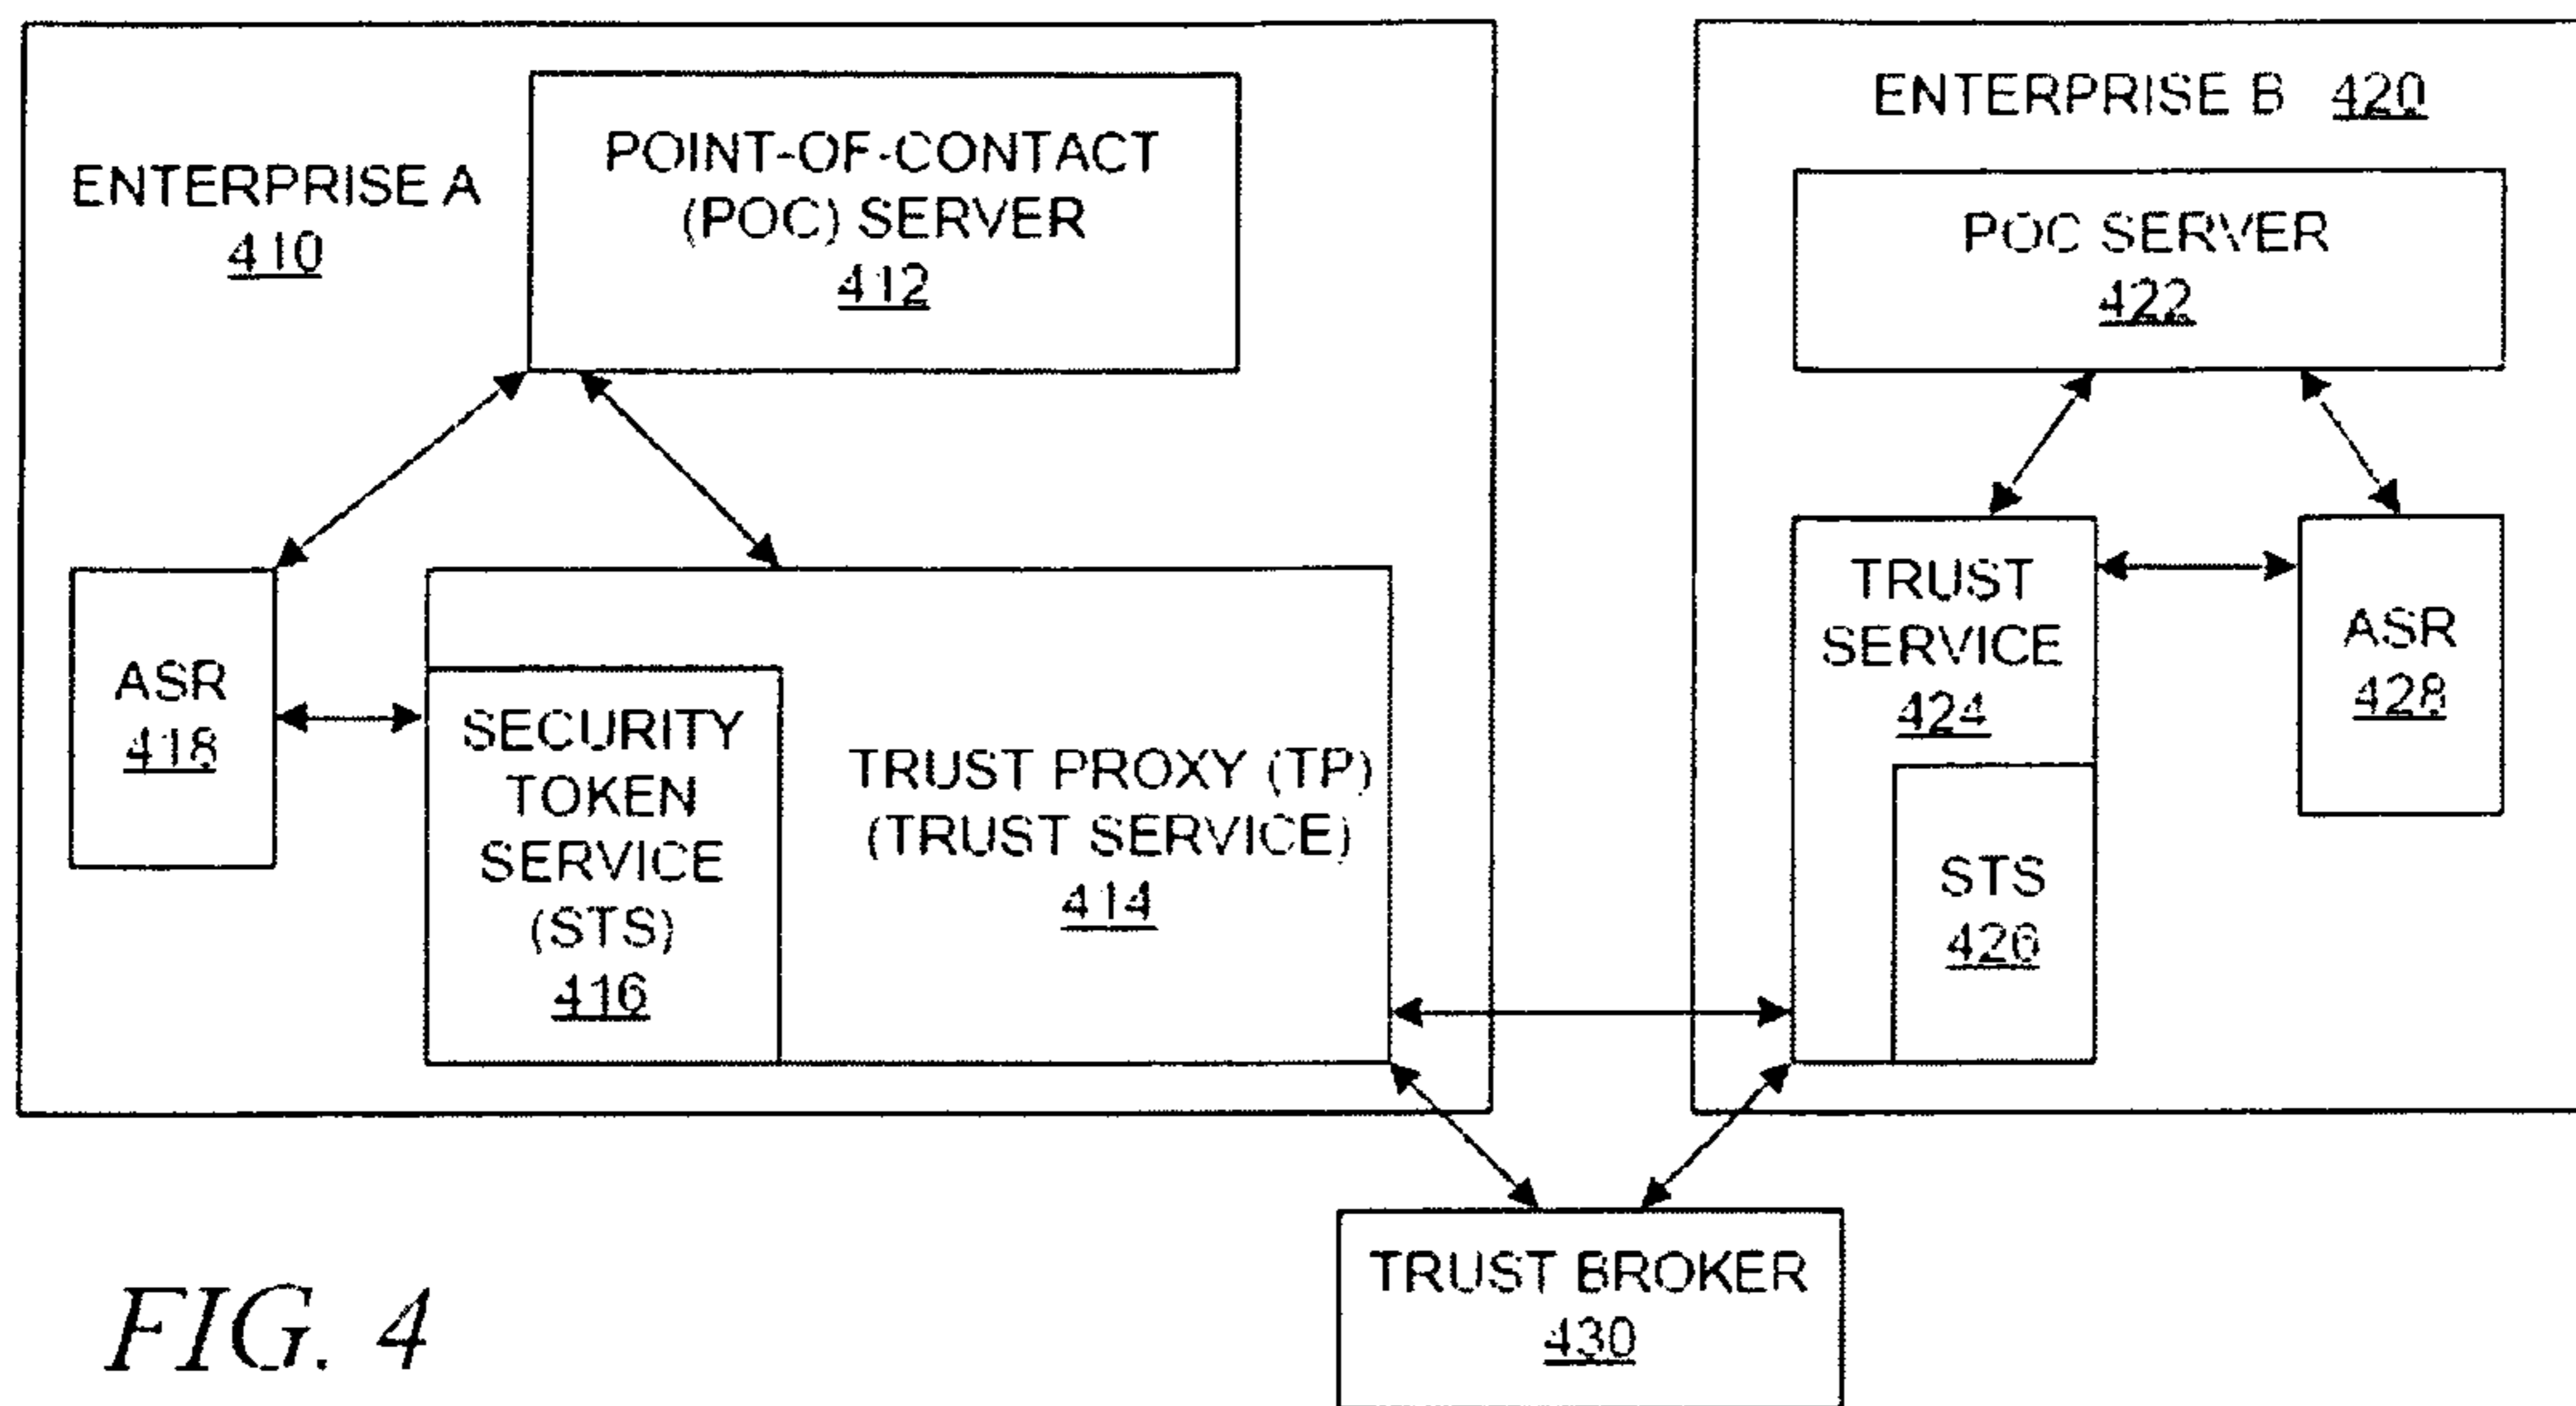 ENTERPRISE A
410
POINT-OF-CONTACT
(POC) SERVER
412
ASR
418
SECURITY
TOKEN
SERVICE
(STS)
416
TRUST PROXY (TP)
(TRUST SERVICE)
414
ENTERPRISE B 420
POC SERVER
422
TRUST
SERVICE
424
STS
426
ASR
428
TRUST BROKER
430
FIG. 4